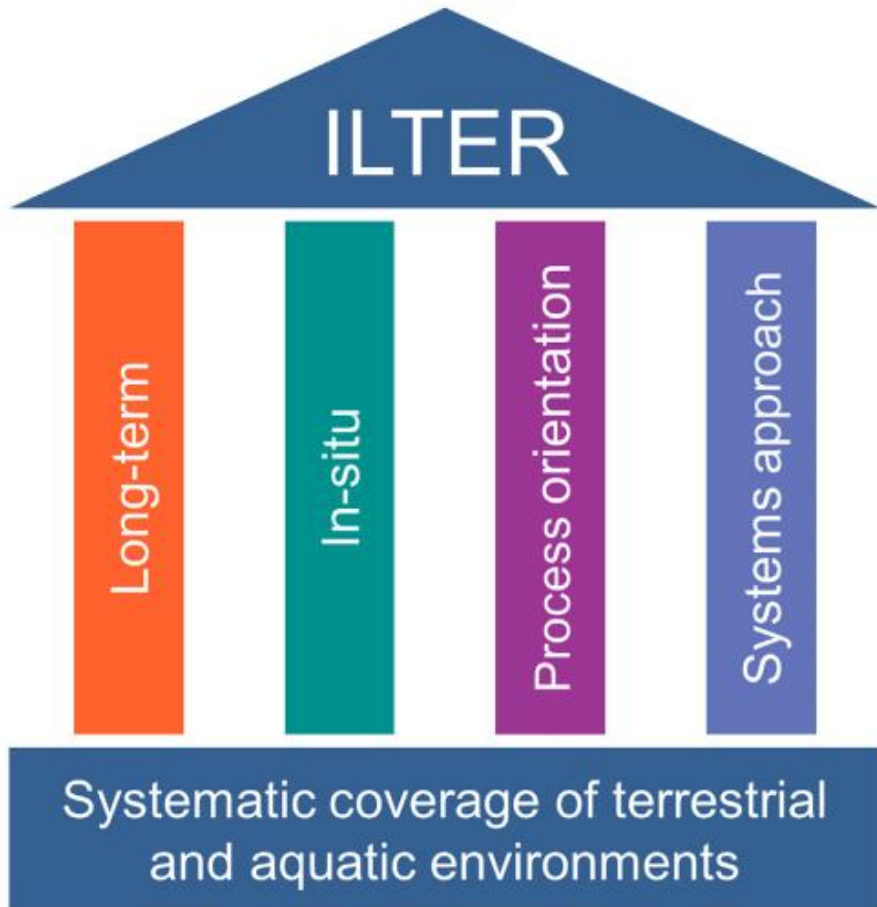 ILTER
Long-term
In-situ
Process orientation
Systems approach
Systematic coverage of terrestrial
and aquatic environments